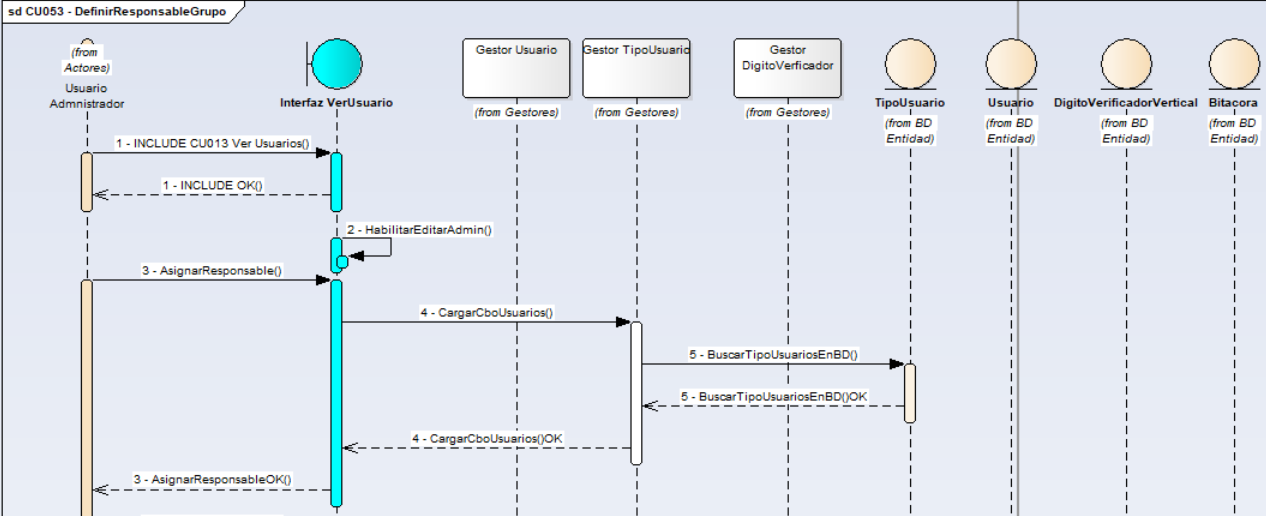 sd CU053 - DefinirResponsableGrupo
(from
Actores)
Usuario
Admnistrador
Interfaz VerUsuario
Gestor Usuario
(from Gestores)
Gestor TipoUsuario
(from Gestores)
Gestor
DigitoVerficador
(from Gestores)
TipoUsuario
(from BD
Entidad)
Usuario
(from BD
Entidad)
DigitoVerificadorVertical
(from BD
Entidad)
Bitacora
(from BD
Entidad)
1 - INCLUDE CU013 Ver Usuarios()
1 - INCLUDE OK()
2 - HabilitarEditarAdmin()
3 - AsignarResponsable()
4 - CargarCboUsuarios()
5 - BuscarTipoUsuariosEnBD()
5 - BuscarTipoUsuariosEnBD()OK
4 - CargarCboUsuarios()OK
3 - AsignarResponsableOK()